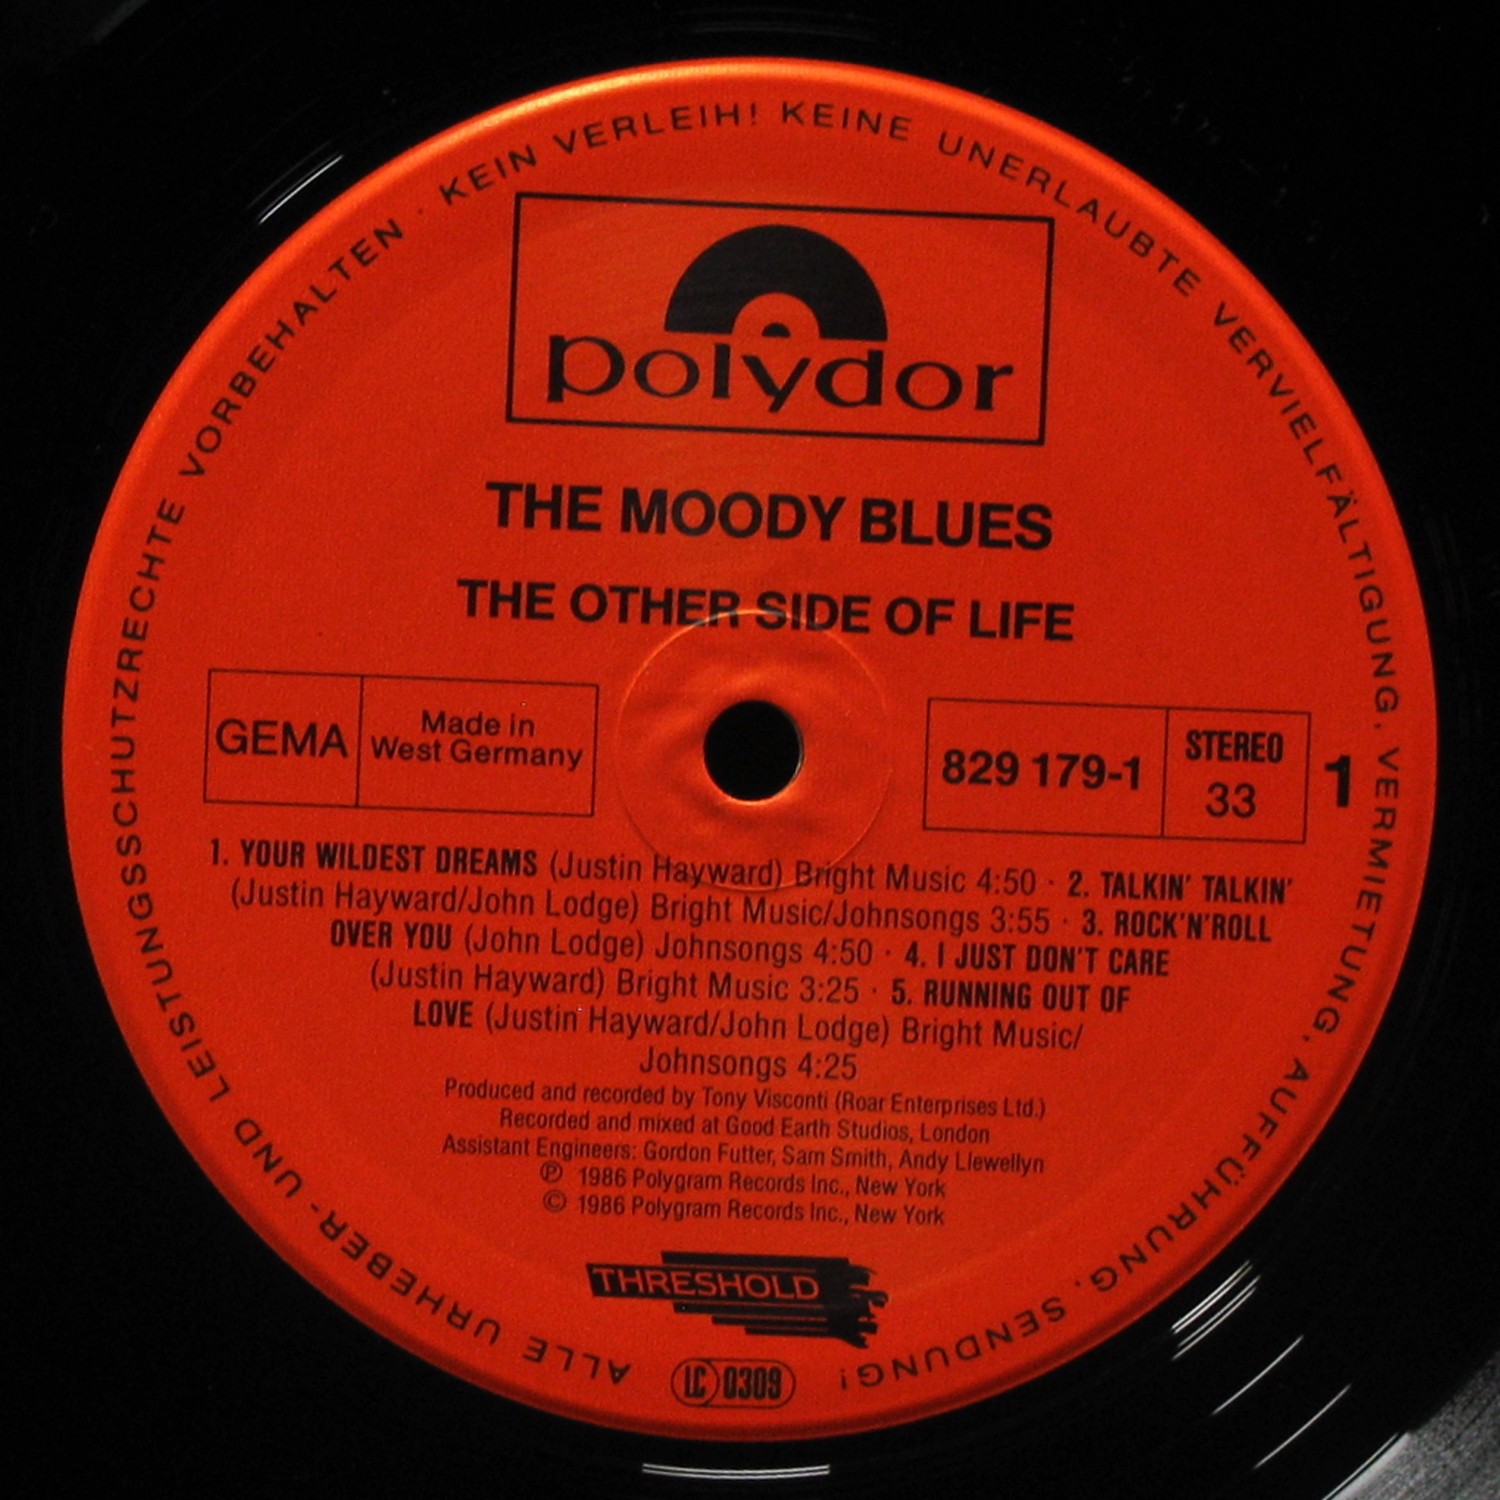 ALLE URHEBER- UND LEISTUNGSSCHUTZRECHTE VORBEHALTEN · KEIN VERLEIH! KEINE UNERLAUBTE VERVIELFÄLTIGUNG, VERMIETUNG, AUFFÜHRUNG, SENDUNG!
polydor
THE MOODY BLUES
THE OTHER SIDE OF LIFE
GEMA
Made in
West Germany
829 179-1
STEREO
33
1
1. YOUR WILDEST DREAMS (Justin Hayward) Bright Music 4:50 · 2. TALKIN' TALKIN'
(Justin Hayward/John Lodge) Bright Music/Johnsongs 3:55 · 3. ROCK'N'ROLL
OVER YOU (John Lodge) Johnsongs 4:50 · 4. I JUST DON'T CARE
(Justin Hayward) Bright Music 3:25 · 5. RUNNING OUT OF
LOVE (Justin Hayward/John Lodge) Bright Music/
Johnsongs 4:25
Produced and recorded by Tony Visconti (Roar Enterprises Ltd.)
Recorded and mixed at Good Earth Studios, London
Assistant Engineers: Gordon Futter, Sam Smith, Andy Llewellyn
℗ 1986 Polygram Records Inc., New York
© 1986 Polygram Records Inc., New York
THRESHOLD
LC 0309